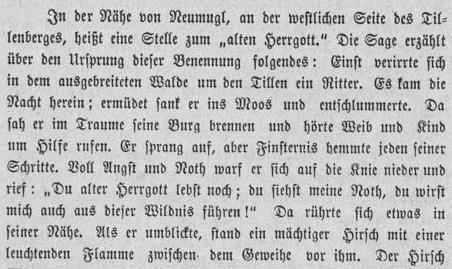 In der Nähe von Neumugl, an der westlichen Seite des Til-
lenberges, heißt eine Stelle zum „alten Herrgott.“ Die Sage erzählt
über den Ursprung dieser Benennung folgendes: Einst verirrte sich
in dem ausgebreiteten Walde um den Tillen ein Ritter. Es kam die
Nacht herein; ermüdet sank er ins Moos und entschlummerte. Da
sah er im Traume seine Burg brennen und hörte Weib und Kind
um Hilfe rufen. Er sprang auf, aber Finsternis hemmte jeden seiner
Schritte. Voll Angst und Noth warf er sich auf die Knie nieder und
rief: „Du alter Herrgott lebst noch; du siehst meine Noth, du wirst
mich auch aus dieser Wildnis führen!“ Da rührte sich etwas in
seiner Nähe. Als er umblickte, stand ein mächtiger Hirsch mit einer
leuchtenden Flamme zwischen dem Geweihe vor ihm. Der Hirsch